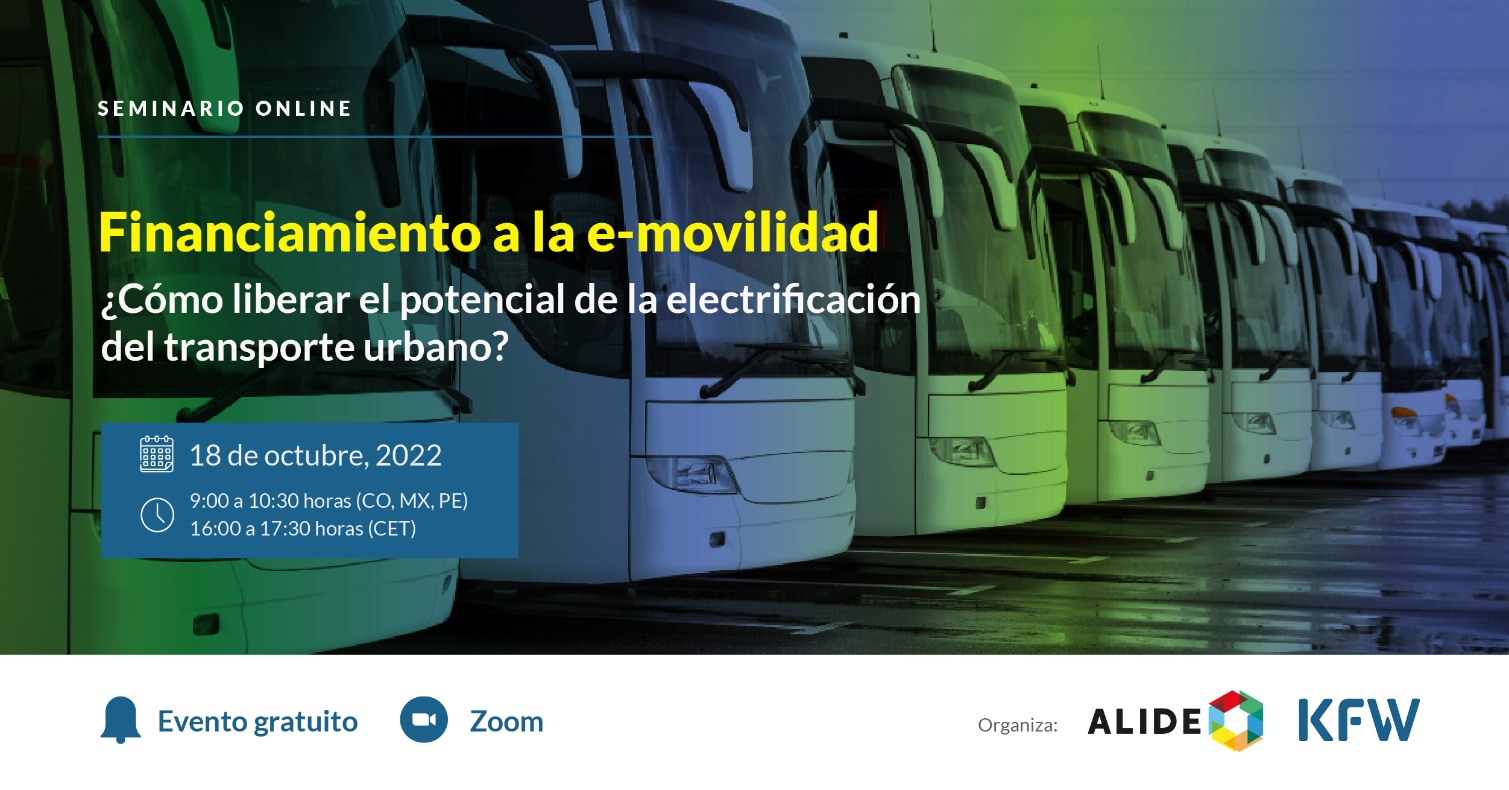 SEMINARIO ONLINE
Financiamiento a la e-movilidad
¿Cómo liberar el potencial de la electrificación
del transporte urbano?
18 de octubre, 2022
9:00 a 10:30 horas (CO, MX, PE)
16:00 a 17:30 horas (CET)
Evento gratuito
Zoom
Organiza:
ALIDE
KFW